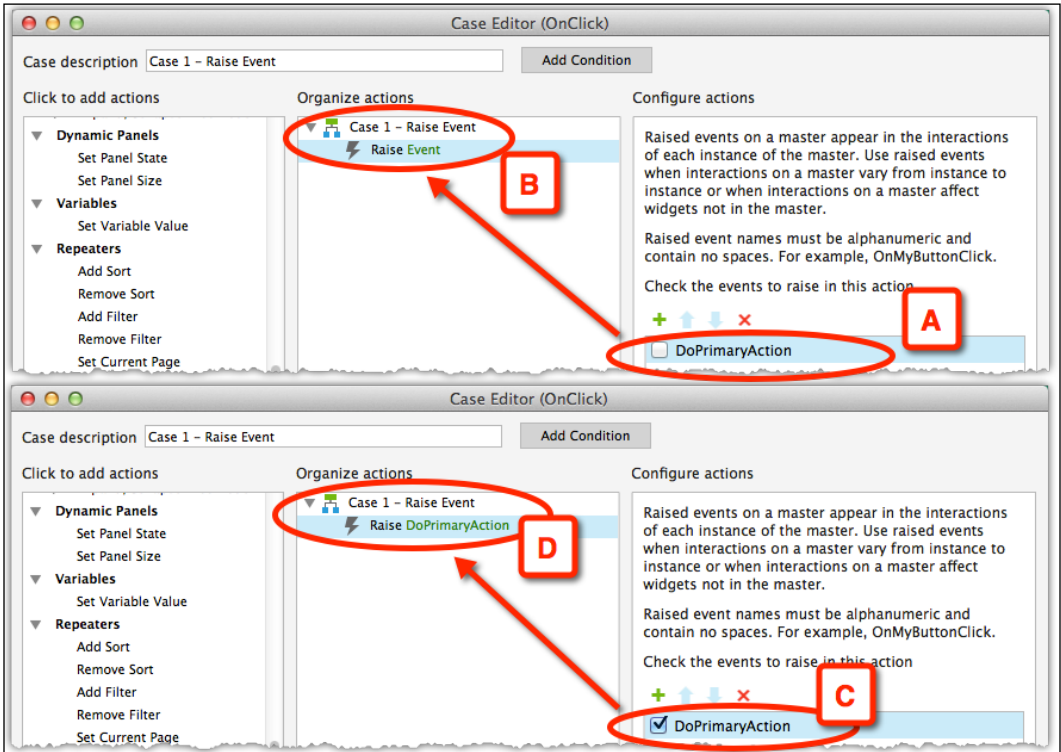 Case Editor (OnClick)
Case description Case 1 – Raise Event Add Condition
Click to add actions
Dynamic Panels
Set Panel State
Set Panel Size
Variables
Set Variable Value
Repeaters
Add Sort
Remove Sort
Add Filter
Remove Filter
Set Current Page
Organize actions
Case 1 – Raise Event
Raise Event
B
Configure actions
Raised events on a master appear in the interactions
of each instance of the master. Use raised events
when interactions on a master vary from instance to
instance or when interactions on a master affect
widgets not in the master.
Raised event names must be alphanumeric and
contain no spaces. For example, OnMyButtonClick.
Check the events to raise in this action
A
DoPrimaryAction
Case Editor (OnClick)
Case description Case 1 – Raise Event Add Condition
Click to add actions
Dynamic Panels
Set Panel State
Set Panel Size
Variables
Set Variable Value
Repeaters
Add Sort
Remove Sort
Add Filter
Remove Filter
Set Current Page
Organize actions
Case 1 – Raise Event
Raise DoPrimaryAction
D
Configure actions
Raised events on a master appear in the interactions
of each instance of the master. Use raised events
when interactions on a master vary from instance to
instance or when interactions on a master affect
widgets not in the master.
Raised event names must be alphanumeric and
contain no spaces. For example, OnMyButtonClick.
Check the events to raise in this action
C
DoPrimaryAction